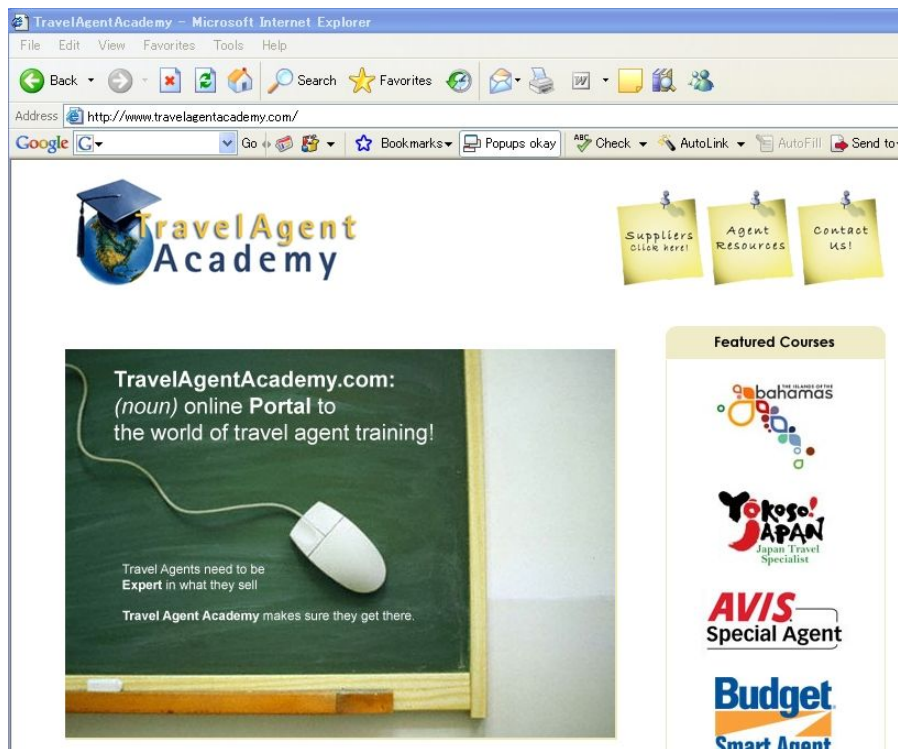 TravelAgentAcademy - Microsoft Internet Explorer
File Edit View Favorites Tools Help
Back Search Favorites
Address http://www.travelagentacademy.com/
Google G Go Bookmarks Popups okay ABC Check AutoLink AutoFill Send to
TravelAgent
Academy
Suppliers
Click here!
Agent
Resources
Contact
Us!
TravelAgentAcademy.com:
(noun) online Portal to
the world of travel agent training!
Travel Agents need to be
Expert in what they sell
Travel Agent Academy makes sure they get there.
Featured Courses
THE ISLANDS OF THE
bahamas
Yōkoso!
JAPAN
Japan Travel
Specialist
AVIS
Special Agent
Budget
Smart Agent